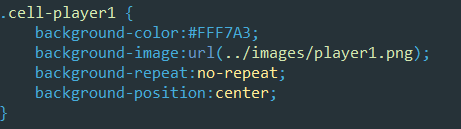 .cell-player1 {
    background-color:#FFF7A3;
    background-image:url(../images/player1.png);
    background-repeat:no-repeat;
    background-position:center;
}